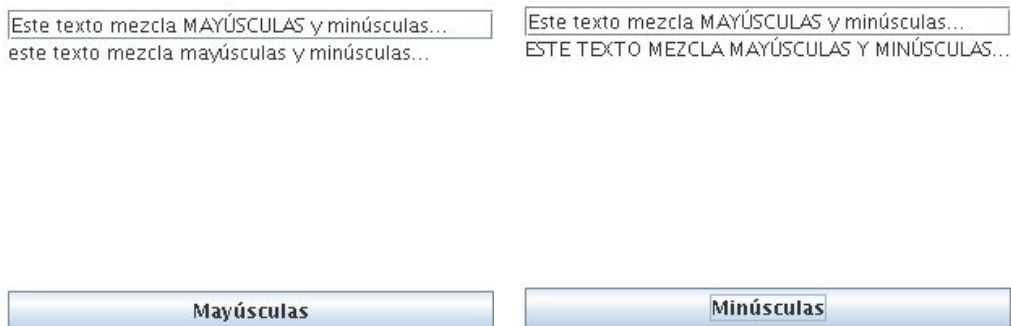 Este texto mezcla MAYÚSCULAS y minúsculas...
este texto mezcla mayúsculas y minúsculas...
Mayúsculas
Este texto mezcla MAYÚSCULAS y minúsculas...
ESTE TEXTO MEZCLA MAYÚSCULAS Y MINÚSCULAS...
Minúsculas